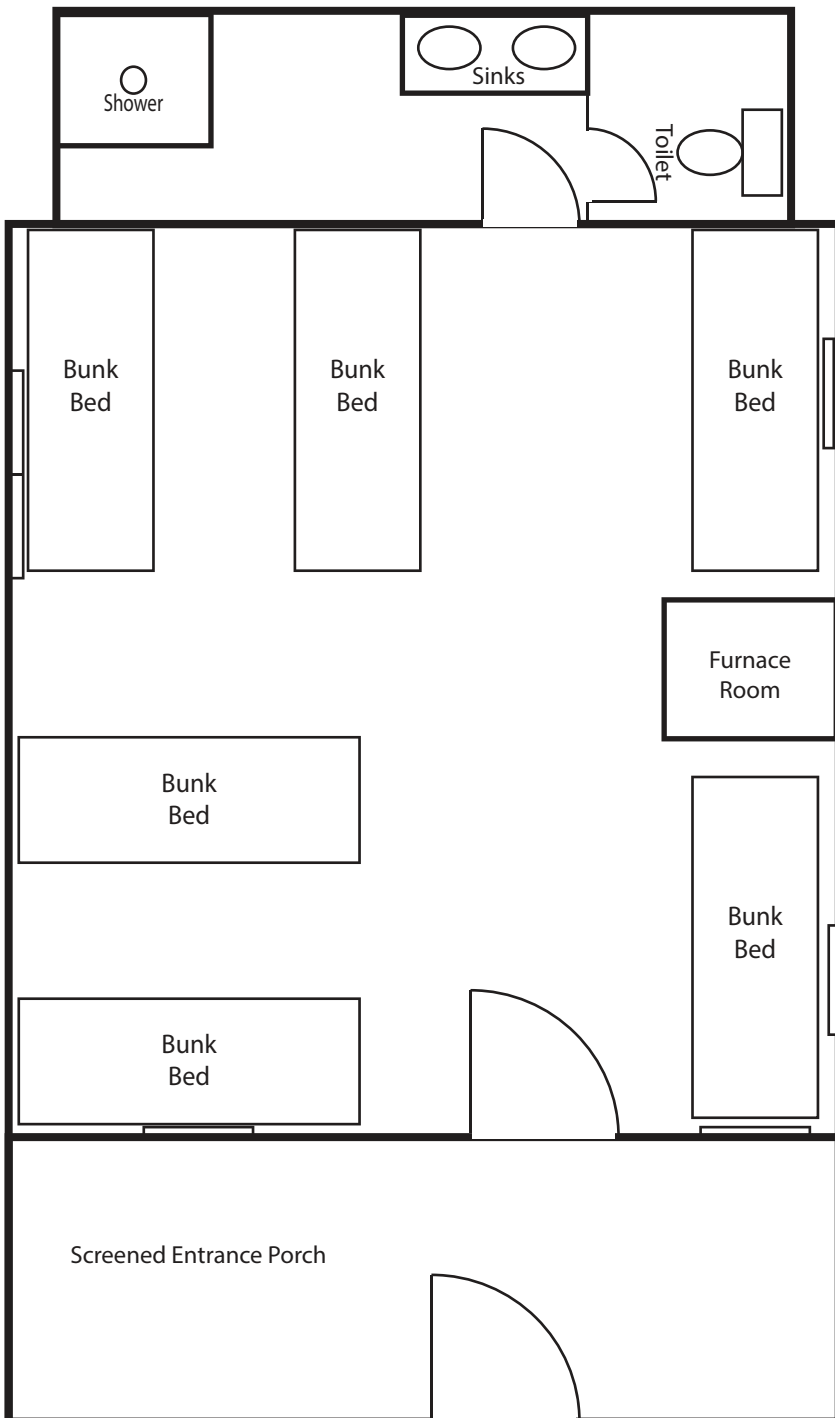 Sinks
Shower
Toilet
Bunk
Bed
Bunk
Bed
Bunk
Bed
Furnace
Room
Bunk
Bed
Bunk
Bed
Bunk
Bed
Screened Entrance Porch